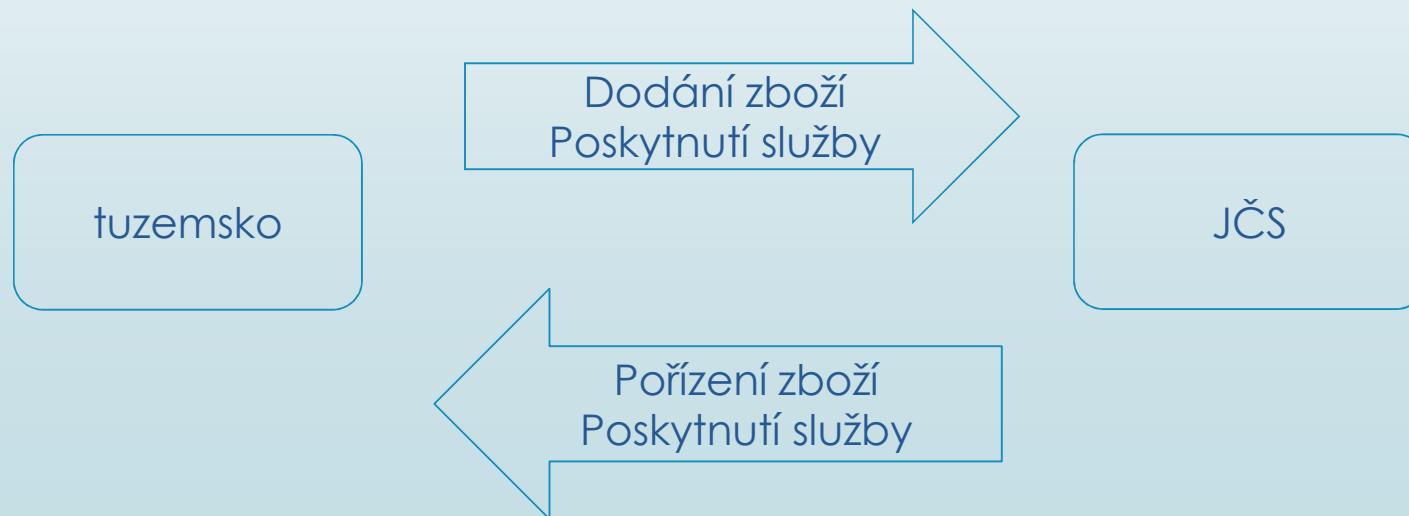 Dodání zboží
Poskytnutí služby
tuzemsko
JČS
Pořízení zboží
Poskytnutí služby